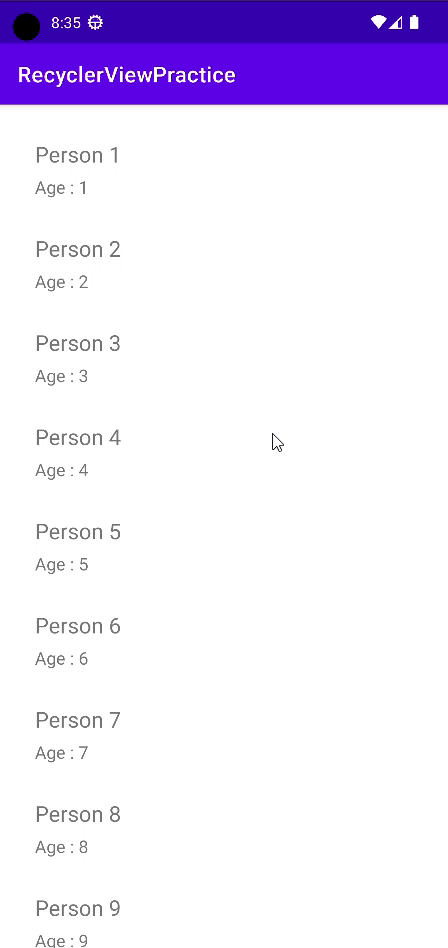 8:35
RecyclerViewPractice
Person 1
Age : 1
Person 2
Age : 2
Person 3
Age : 3
Person 4
Age : 4
Person 5
Age : 5
Person 6
Age : 6
Person 7
Age : 7
Person 8
Age : 8
Person 9
Age : 9